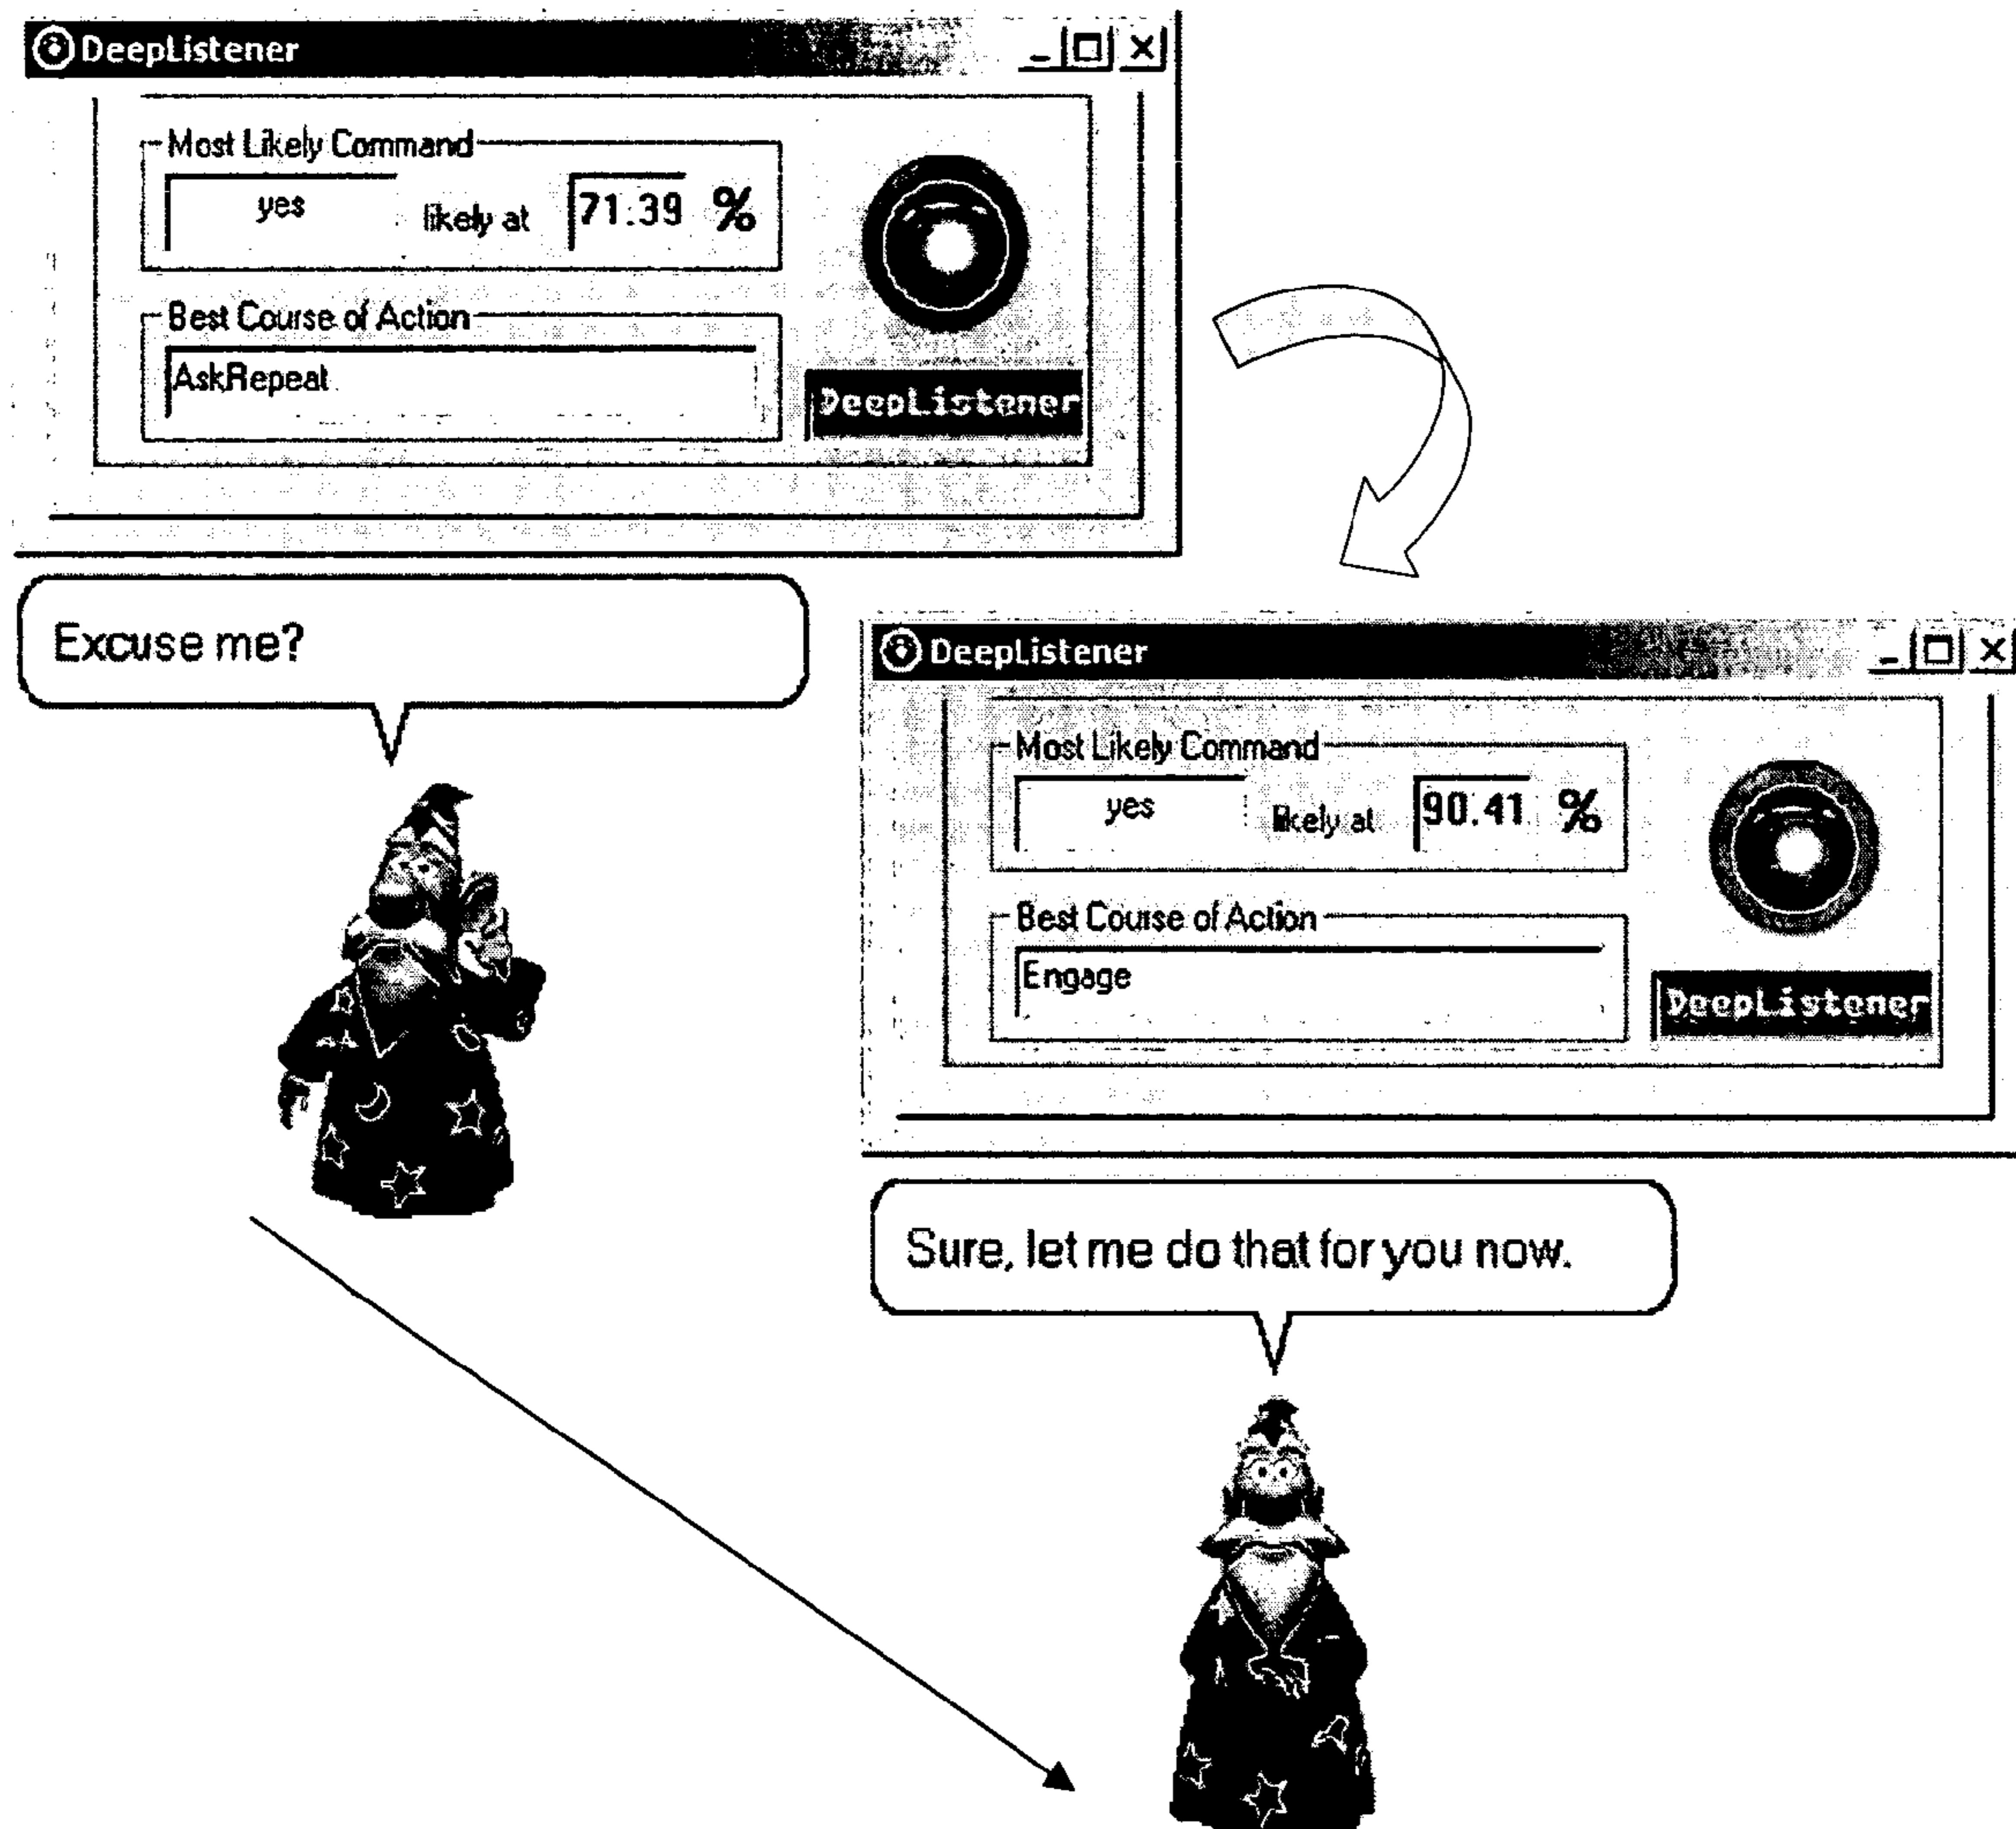 DeepListener
Most Likely Command
yes likely at 71.39 %
Best Course of Action
AskRepeat
DeepListener
Excuse me?
DeepListener
Most Likely Command
yes likely at 90.41 %
Best Course of Action
Engage
DeepListener
Sure, let me do that for you now.